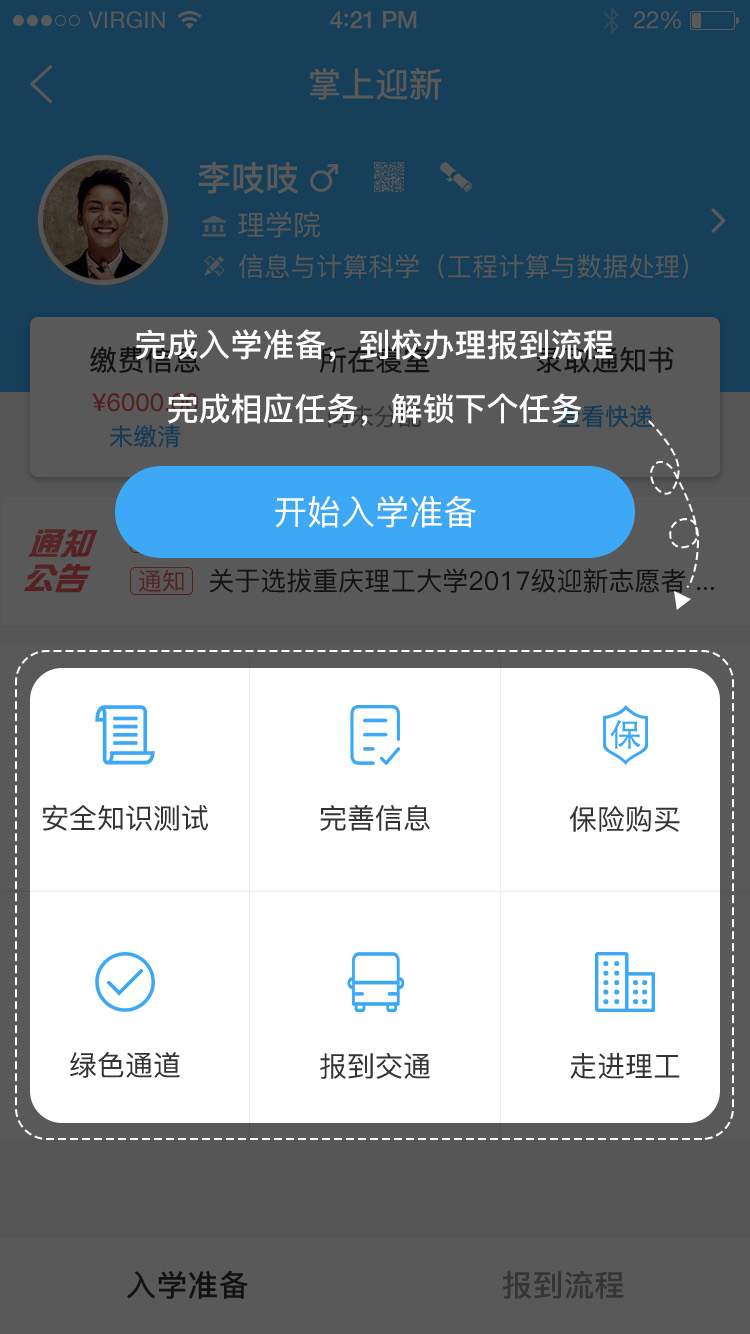 VIRGIN 4:21 PM 22%
掌上迎新
李吱吱
理学院
信息与计算科学（工程计算与数据处理）
完成入学准备，到校办理报到流程
缴费信息 所在寝室 录取通知书
完成相应任务，解锁下个任务
¥6000.00 尚未分配 查看快递
未缴清
开始入学准备
通知
公告
通知 关于选拔重庆理工大学2017级迎新志愿者 ...
安全知识测试 完善信息 保险购买
保
绿色通道 报到交通 走进理工
入学准备 报到流程